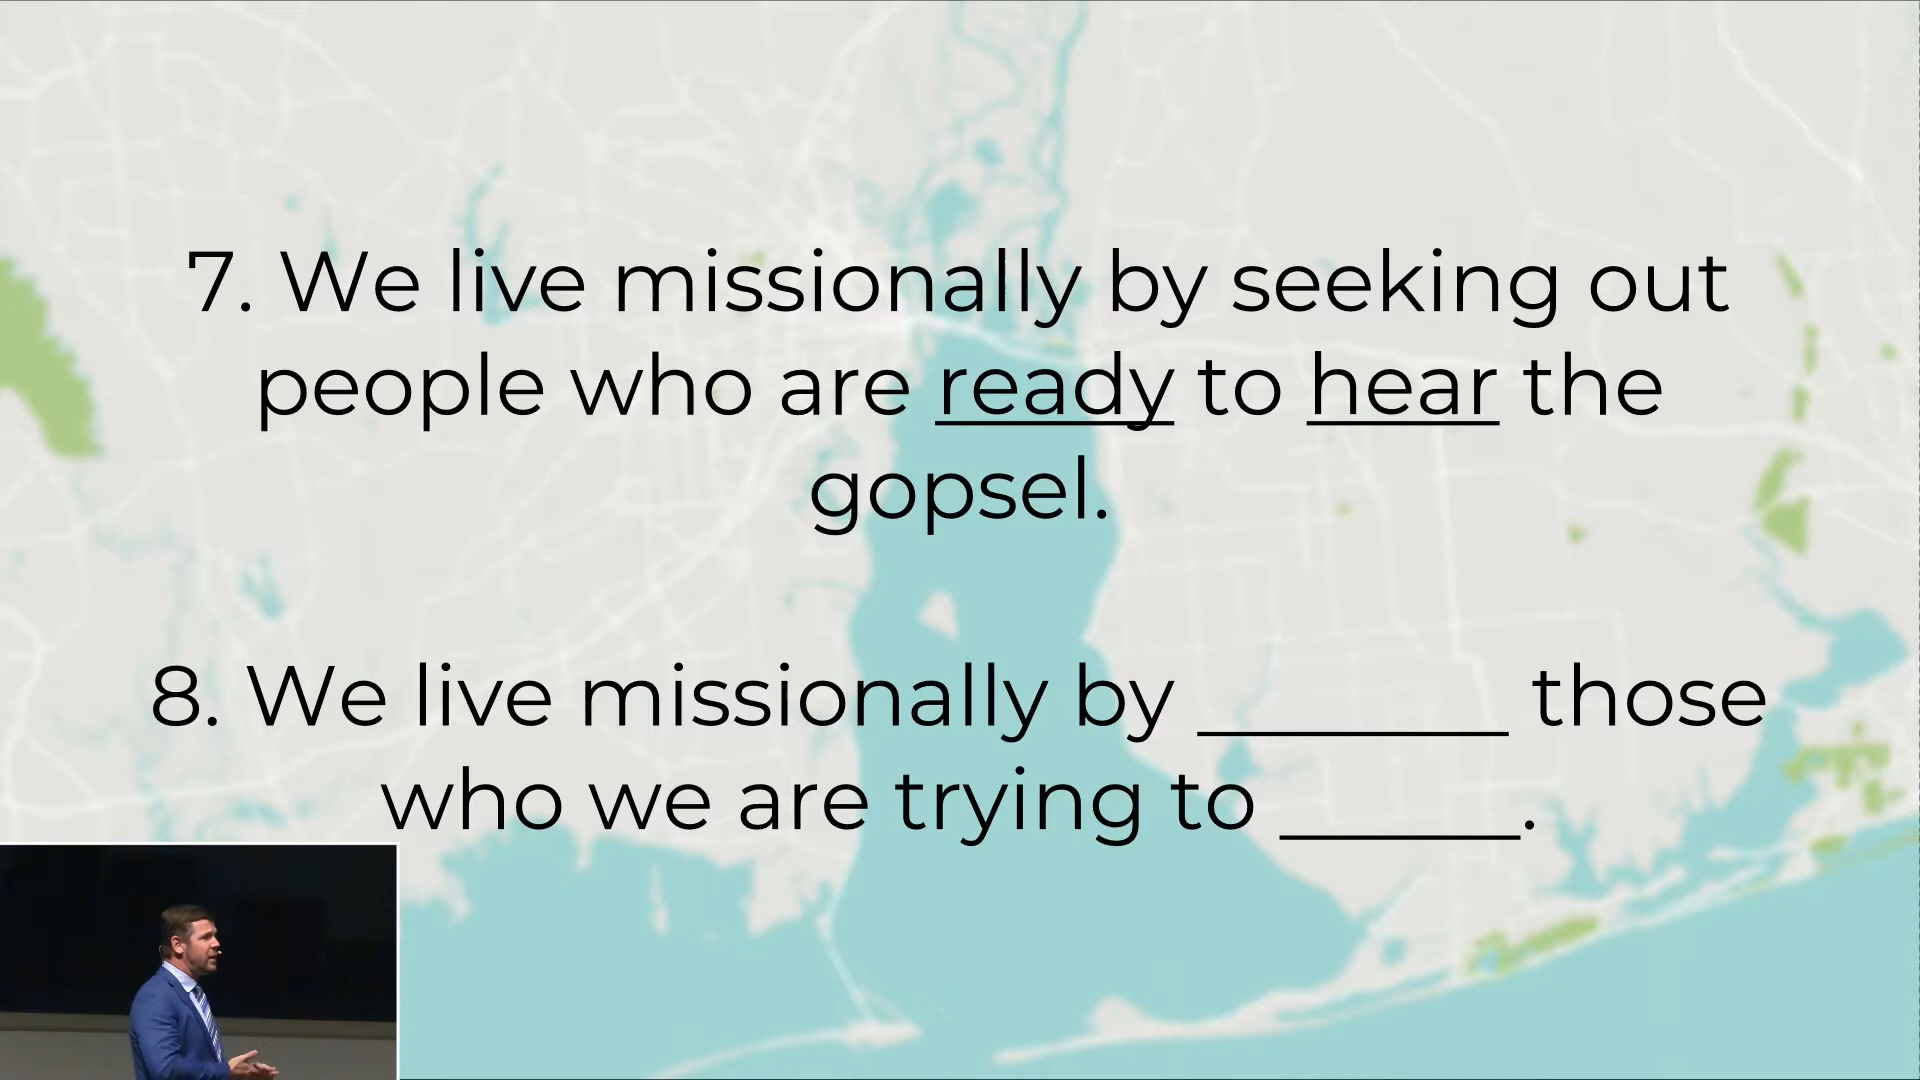 7. We live missionally by seeking out
people who are ready to hear the
gopsel.
8. We live missionally by ________ those
who we are trying to ______.